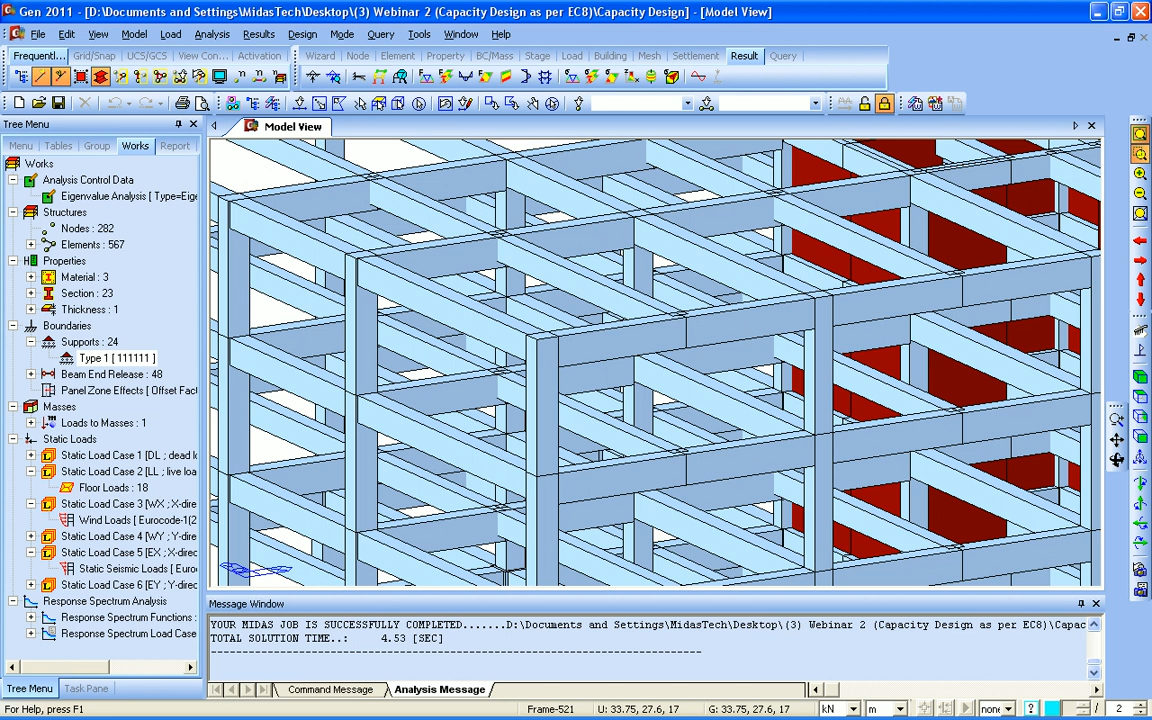 Gen 2011 - [D:\Documents and Settings\MidasTech\Desktop\(3) Webinar 2 (Capacity Design as per EC8)\Capacity Design] - [Model View]
File Edit View Model Load Analysis Results Design Mode Query Tools Window Help
Frequentl... Grid/Snap UCS/GCS View Con... Activation Wizard Node Element Property BC/Mass Stage Load Building Mesh Settlement Result Query
Tree Menu
Model View
Menu Tables Group Works Report
Works
Analysis Control Data
Eigenvalue Analysis [ Type=Eige
Structures
Nodes : 282
Elements : 567
Properties
Material : 3
Section : 23
Thickness : 1
Boundaries
Supports : 24
Type 1 [ 111111 ]
Beam End Release : 48
Panel Zone Effects [ Offset Fac
Masses
Loads to Masses : 1
Static Loads
Static Load Case 1 [DL ; dead l
Static Load Case 2 [LL ; live loa
Floor Loads : 18
Static Load Case 3 [WX ; X-dire
Wind Loads [ Eurocode-1(2
Static Load Case 4 [WY ; Y-dire
Static Load Case 5 [EX ; X-direc
Static Seismic Loads [ Euro
Static Load Case 6 [EY ; Y-direc
Response Spectrum Analysis
Response Spectrum Functions :
Response Spectrum Load Case
Message Window
YOUR MIDAS JOB IS SUCCESSFULLY COMPLETED.......D:\Documents and Settings\MidasTech\Desktop\(3) Webinar 2 (Capacity Design as per EC8)\Capac
TOTAL SOLUTION TIME..: 4.53 [SEC]
Tree Menu Task Pane
Command Message Analysis Message
For Help, press F1
Frame-521 U: 33.75, 27.6, 17 G: 33.75, 27.6, 17 kN m none ? / 2